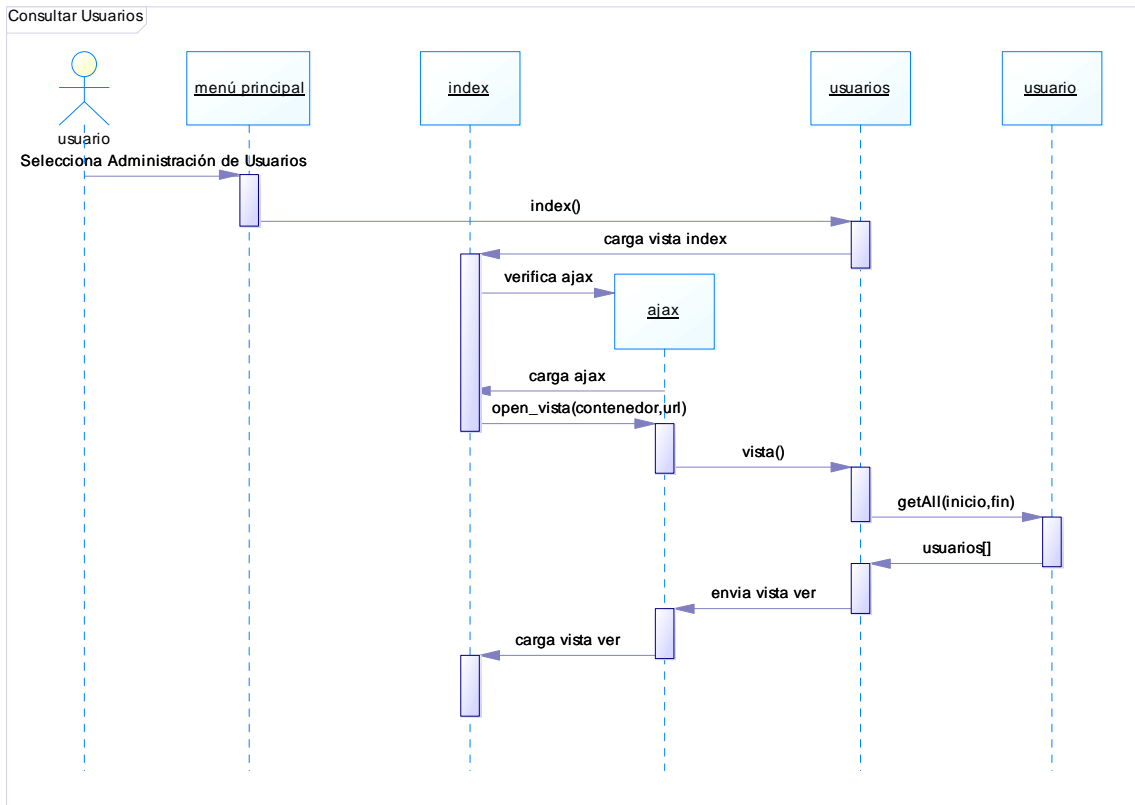 Consultar Usuarios
menú principal
index
usuarios
usuario
usuario
Selecciona Administración de Usuarios
index()
carga vista index
verifica ajax
ajax
carga ajax
open_vista(contenedor,url)
vista()
getAll(inicio,fin)
usuarios[]
envia vista ver
carga vista ver